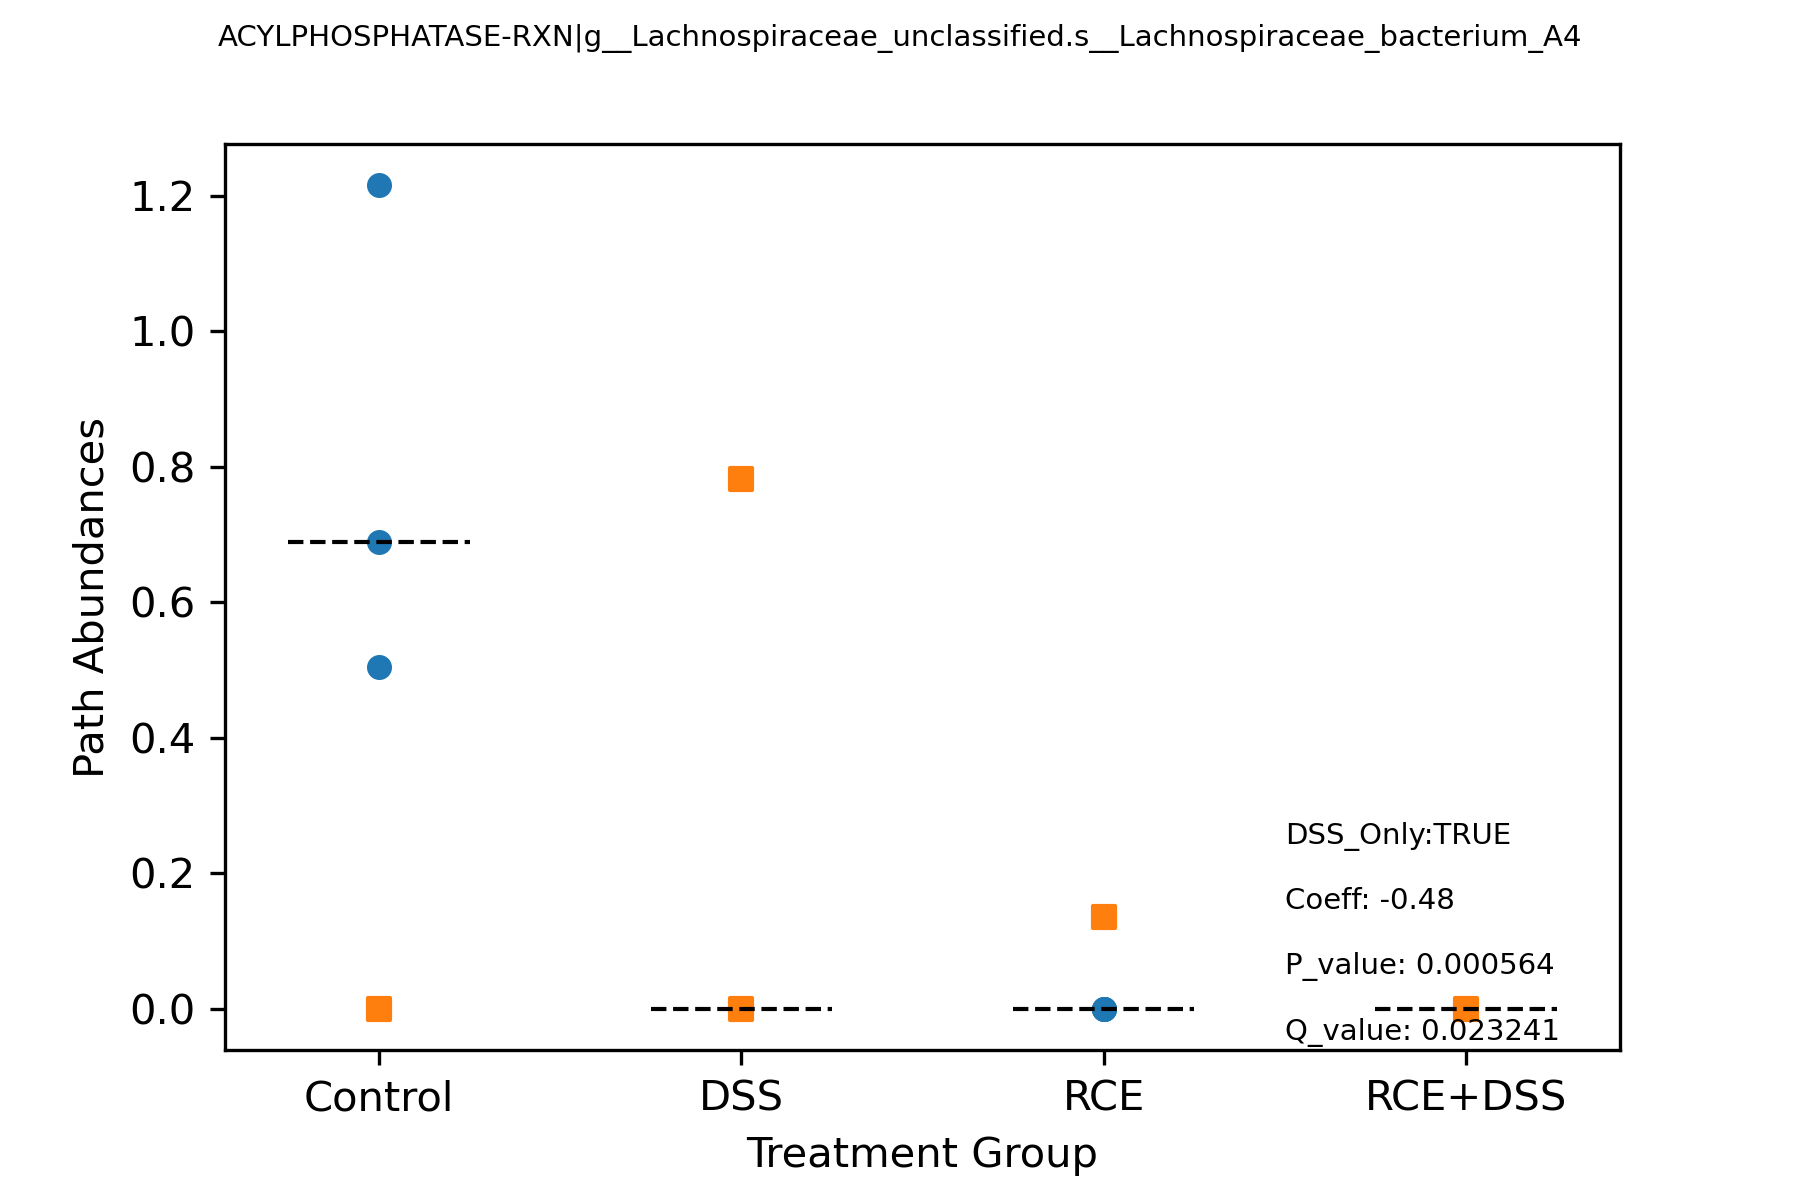 ACYLPHOSPHATASE-RXN|g__Lachnospiraceae_unclassified.s__Lachnospiraceae_bacterium_A4
Path Abundances
1.2
1.0
0.8
0.6
0.4
0.2
0.0
DSS_Only:TRUE
Coeff: -0.48
P_value: 0.000564
Q_value: 0.023241
Control DSS RCE RCE+DSS
Treatment Group